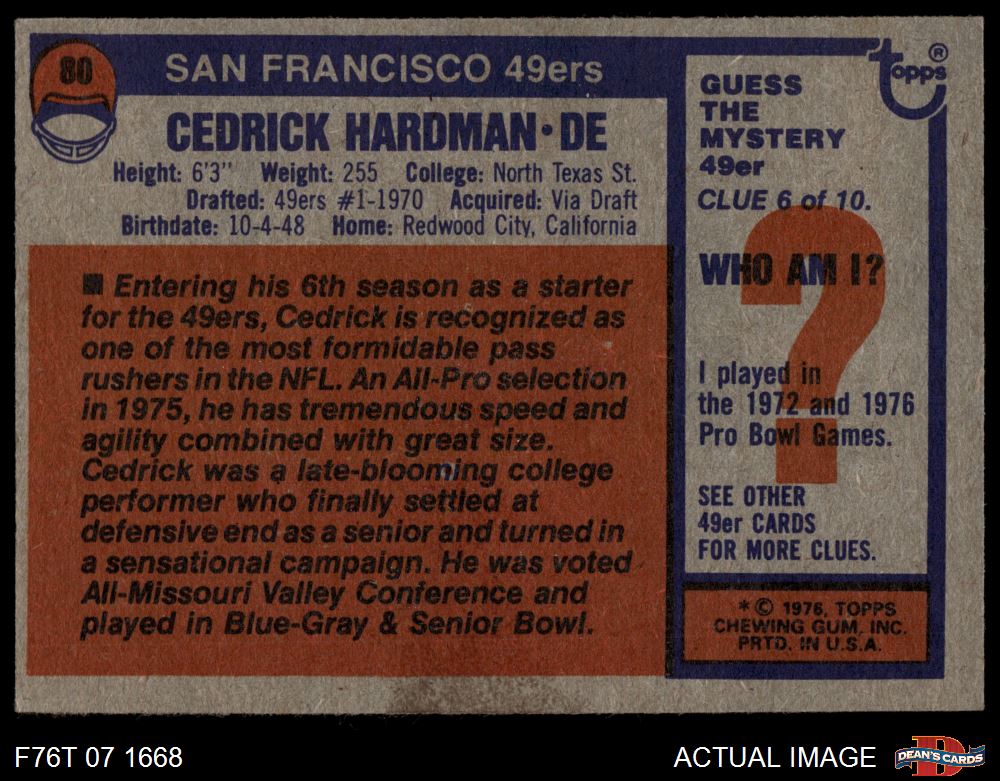 80
SAN FRANCISCO 49ers
CEDRICK HARDMAN•DE
Height: 6'3" Weight: 255 College: North Texas St.
Drafted: 49ers #1-1970 Acquired: Via Draft
Birthdate: 10-4-48 Home: Redwood City, California
■ Entering his 6th season as a starter
for the 49ers, Cedrick is recognized as
one of the most formidable pass
rushers in the NFL. An All-Pro selection
in 1975, he has tremendous speed and
agility combined with great size.
Cedrick was a late-blooming college
performer who finally settled at
defensive end as a senior and turned in
a sensational campaign. He was voted
All-Missouri Valley Conference and
played in Blue-Gray & Senior Bowl.
topps ®
GUESS
THE
MYSTERY
49er
CLUE 6 of 10.
?
WHO AM I?
I played in
the 1972 and 1976
Pro Bowl Games.
SEE OTHER
49er CARDS
FOR MORE CLUES.
* © 1976, TOPPS
CHEWING GUM, INC.
PRTD. IN U.S.A.
F76T 07 1668
ACTUAL IMAGE
D
DEAN'S CARDS